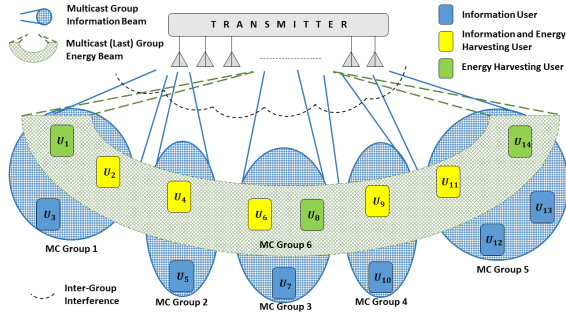 Multicast Group
Information Beam
Multicast (Last) Group
Energy Beam
T R A N S M I T T E R
Information User
Information and Energy
Harvesting User
Energy Harvesting User
U1
U2
U3
MC Group 1
U4
U5
MC Group 2
U6
U8
MC Group 6
U7
MC Group 3
U9
U10
MC Group 4
U11
U14
U13
U12
MC Group 5
Inter-Group
Interference